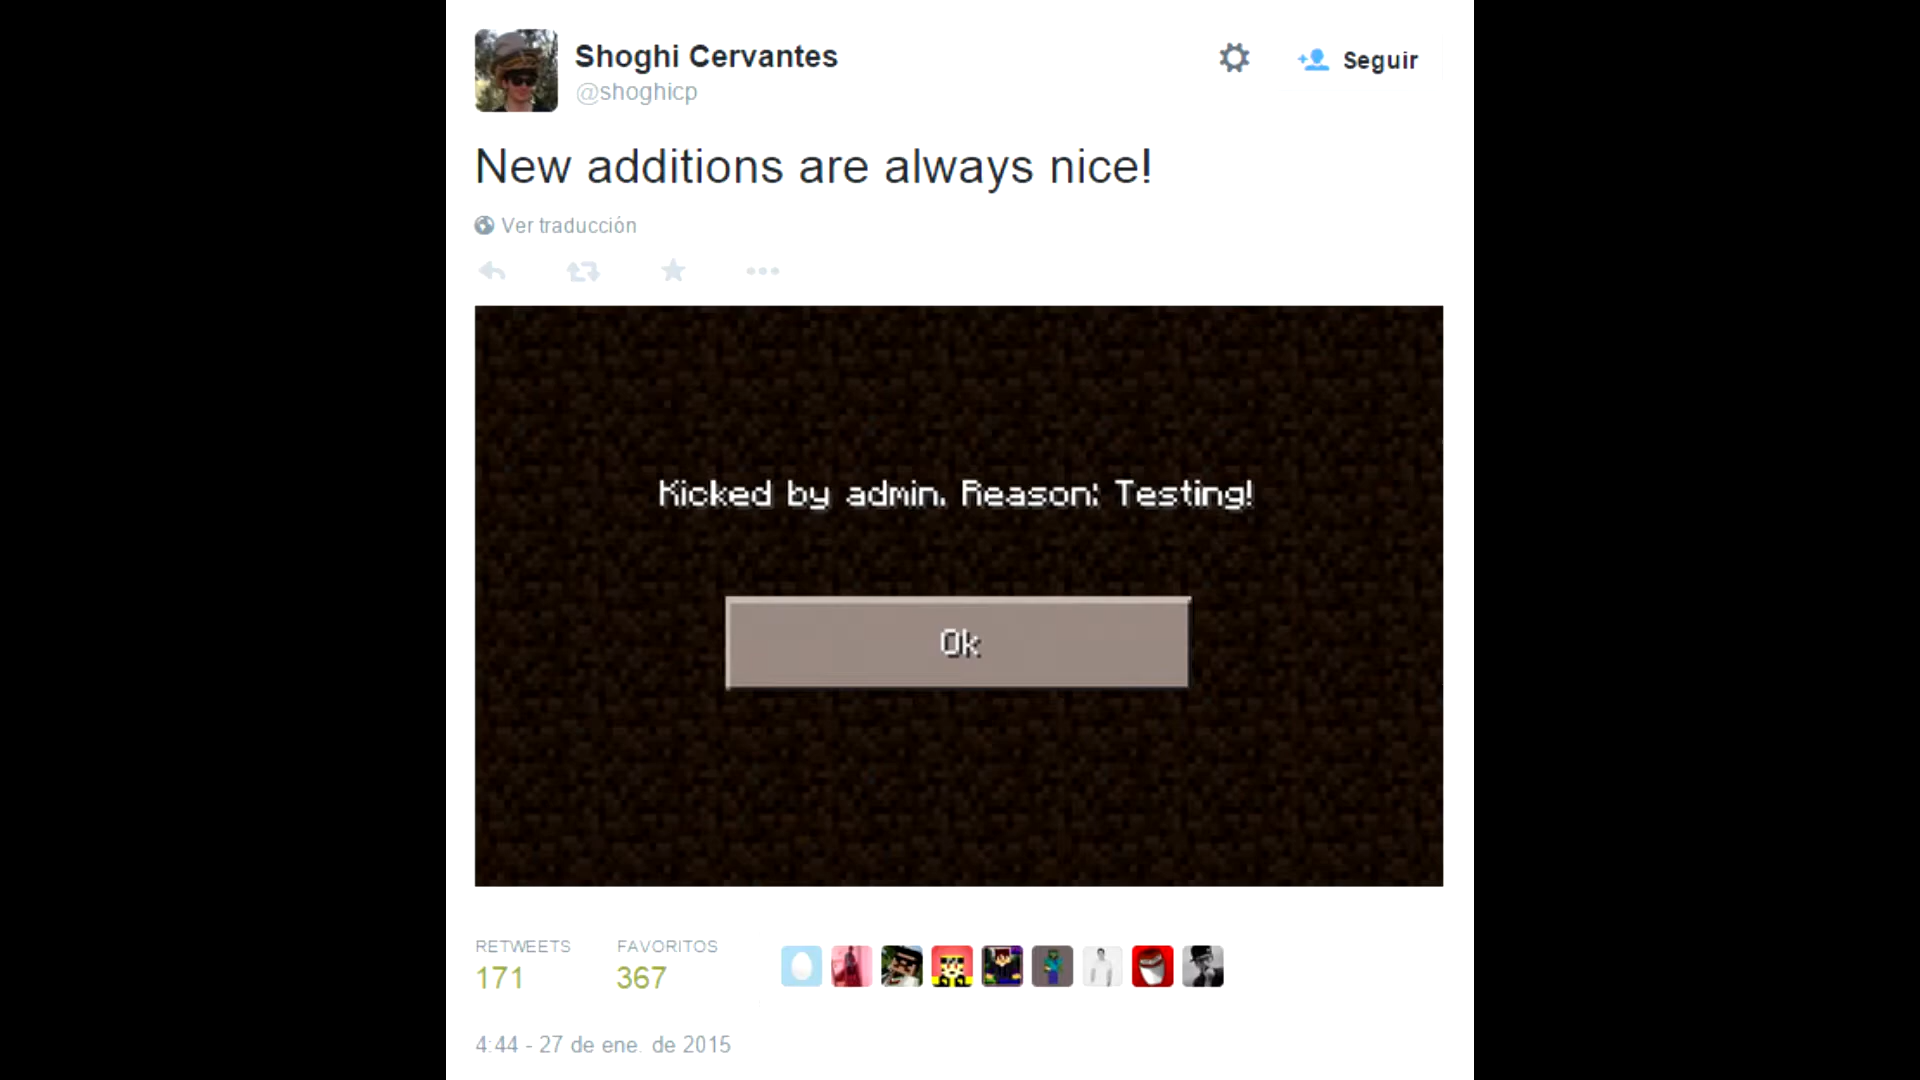 Shoghi Cervantes
@shoghicp
Seguir
New additions are always nice!
Ver traducción
Kicked by admin. Reason: Testing!
Ok
RETWEETS
171
FAVORITOS
367
4:44 - 27 de ene. de 2015